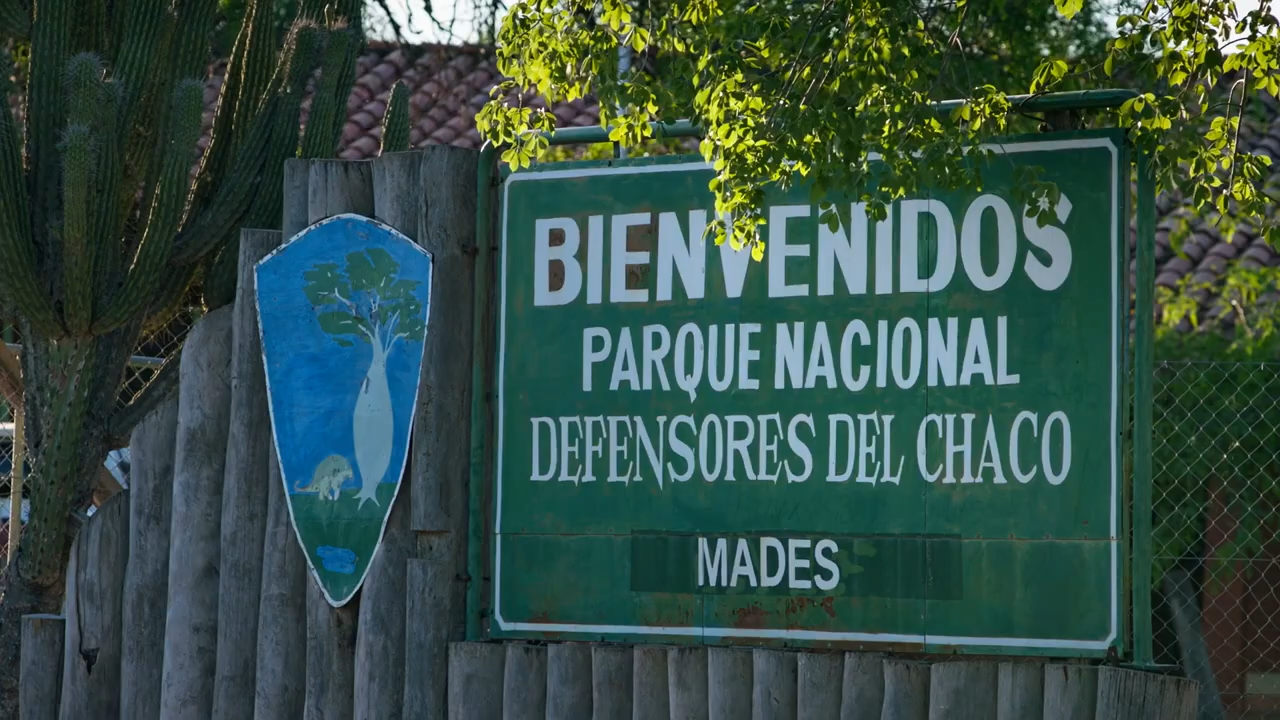 BIENVENIDOS
PARQUE NACIONAL
DEFENSORES DEL CHACO
MADES